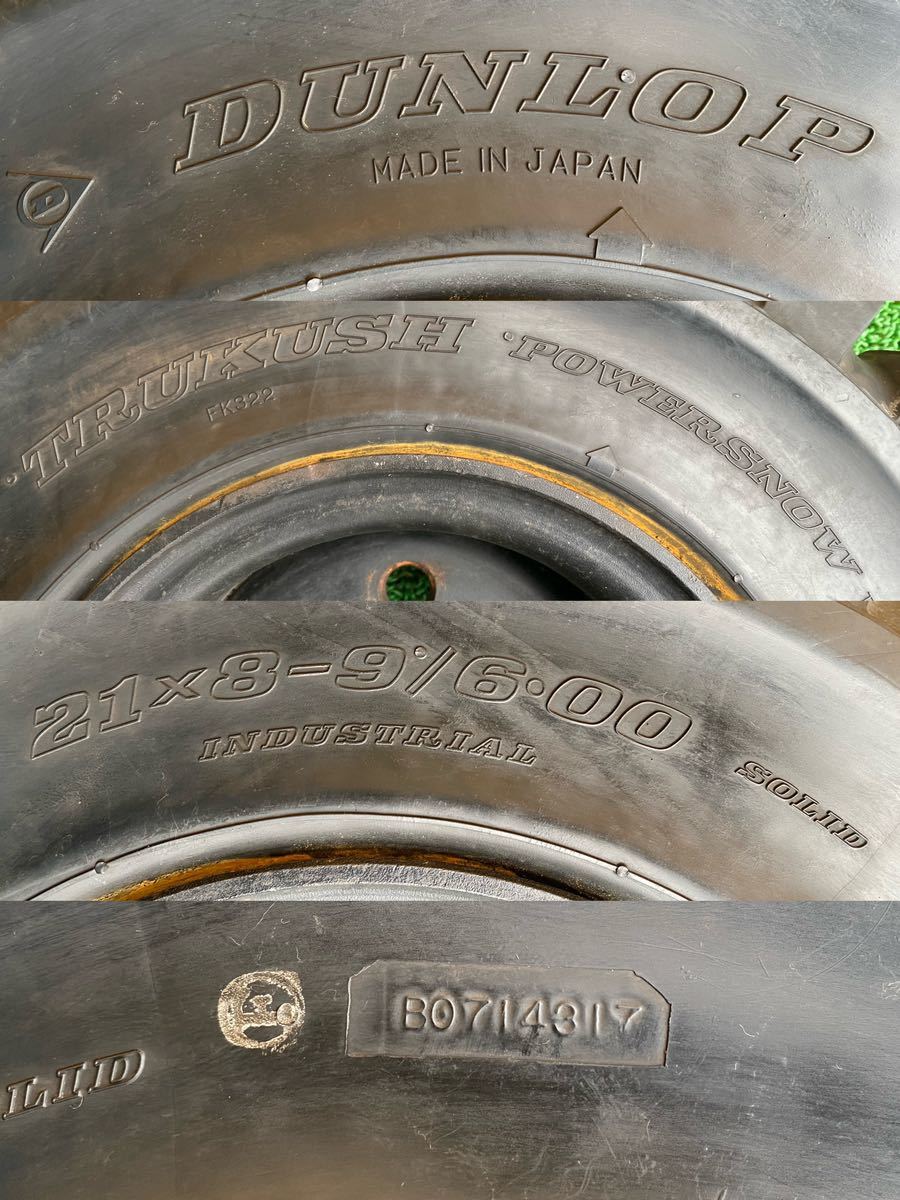 DUNLOP
MADE IN JAPAN
D
TRUKUSH
FK322
POWERSNOW
21×8-9/6·00
INDUSTRIAL
SOLID
LID
B0714317